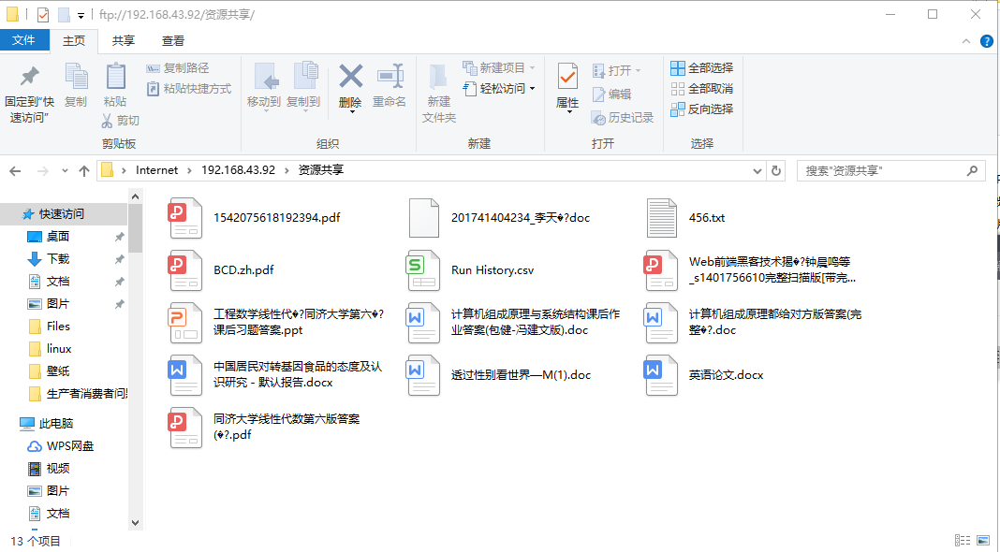 ftp://192.168.43.92/资源共享/
文件 主页 共享 查看
固定到"快速访问"
复制
粘贴
复制路径
粘贴快捷方式
剪切
剪贴板
移动到
复制到
删除
重命名
组织
新建
文件夹
新建项目
轻松访问
新建
属性
打开
编辑
历史记录
打开
全部选择
全部取消
反向选择
选择
Internet 192.168.43.92 资源共享
搜索"资源共享"
快速访问
桌面
下载
文档
图片
Files
linux
壁纸
生产者消费者问
此电脑
WPS网盘
视频
图片
文档
1542075618192394.pdf
201741404234_李天�?doc
456.txt
BCD.zh.pdf
Run History.csv
Web前端黑客技术揭�?钟晨鸣等
_s1401756610完整扫描版[带完...
工程数学线性代�?同济大学第六�?
课后习题答案.ppt
计算机组成原理与系统结构课后作
业答案(包健-冯建文版).doc
计算机组成原理都给对方版答案(完
整�?.doc
中国居民对转基因食品的态度及认
识研究 - 默认报告.docx
透过性别看世界—M(1).doc
英语论文.docx
同济大学线性代数第六版答案
(�?.pdf
13 个项目